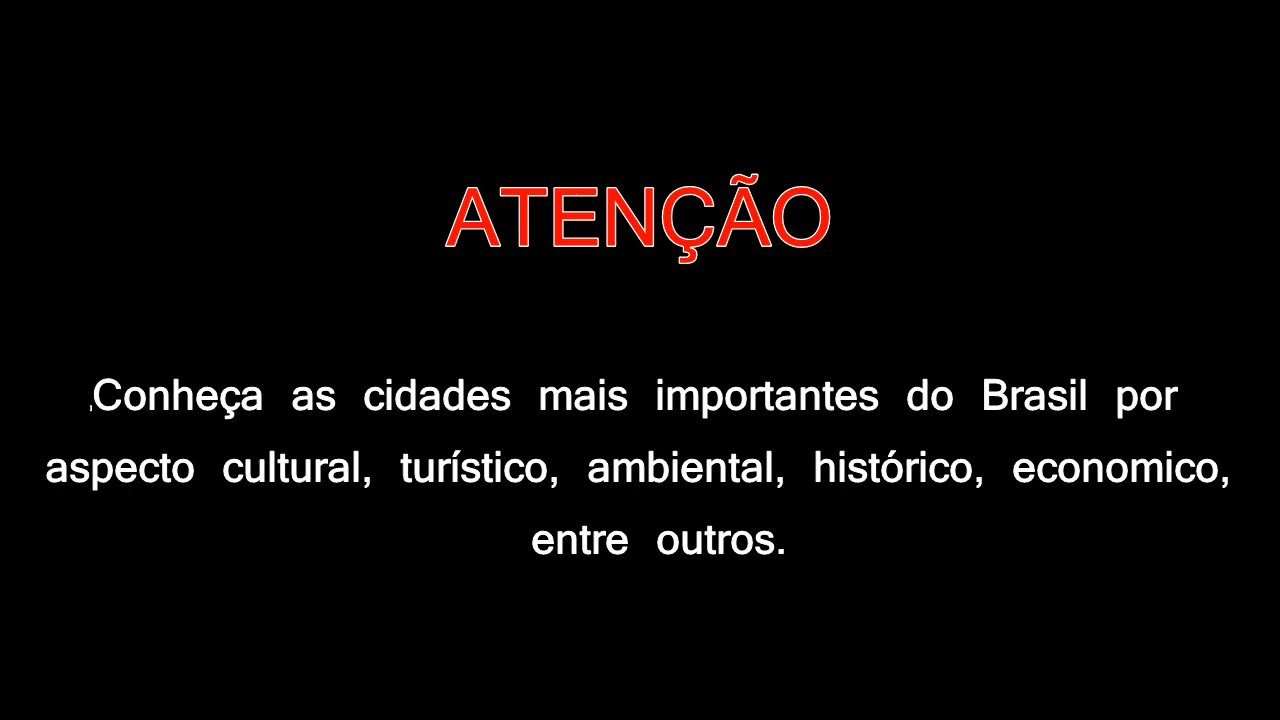 ATENÇÃO
,Conheça as cidades mais importantes do Brasil por
aspecto cultural, turístico, ambiental, histórico, economico,
entre outros.